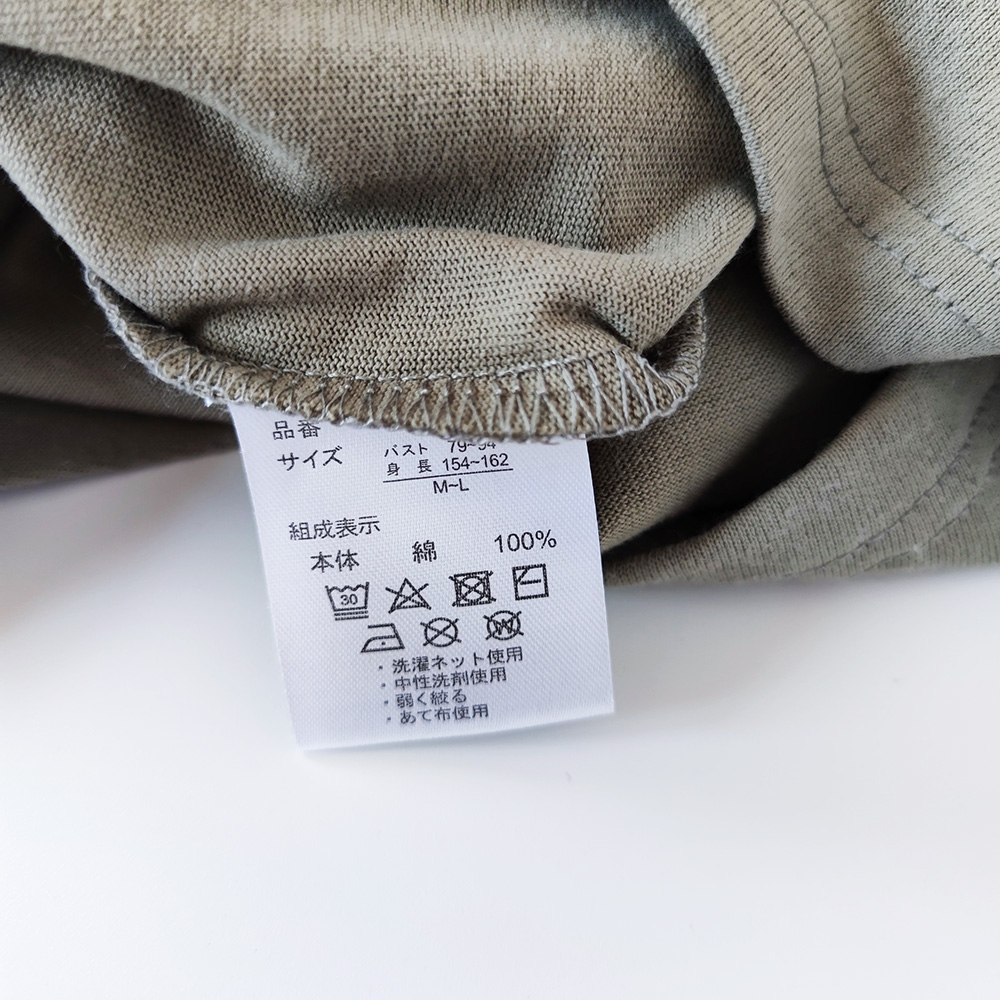 品番
サイズ バスト 79~94
身長 154~162
M~L
組成表示
本体 綿 100%
30
W
・洗濯ネット使用
・中性洗剤使用
・弱く絞る
・あて布使用